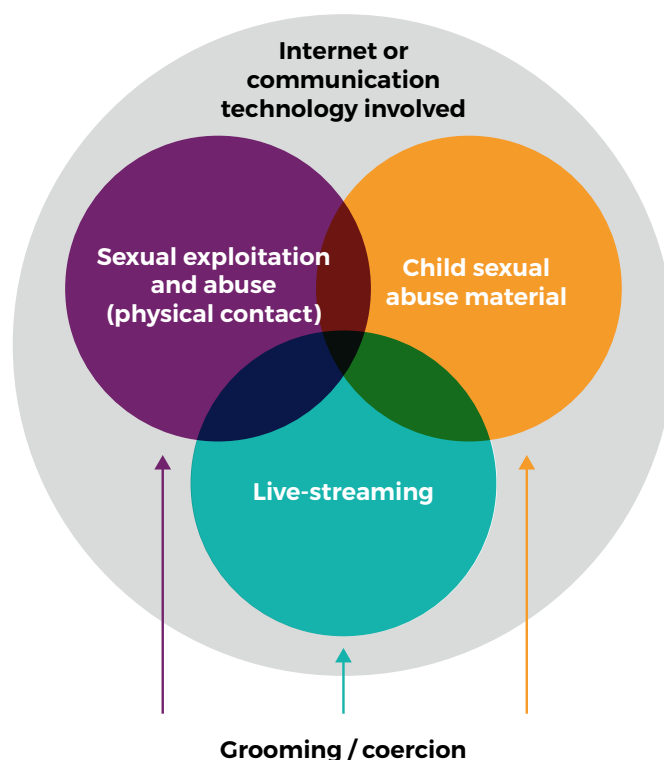 Internet or
communication
technology involved
Sexual exploitation
and abuse
(physical contact)
Child sexual
abuse material
Live-streaming
Grooming / coercion